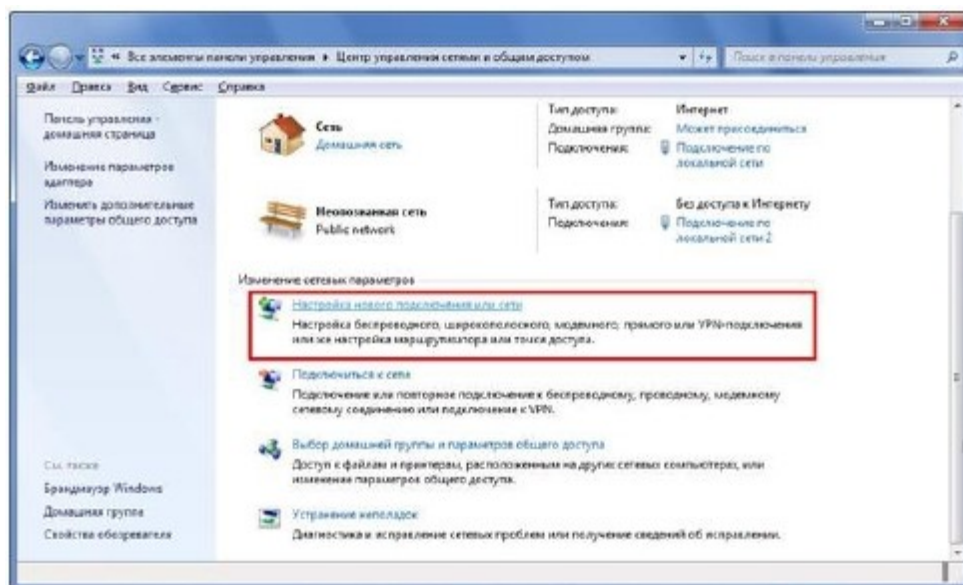 Все элементы панели управления ▸ Центр управления сетями и общим доступом
Поиск в панели управления
Файл Правка Вид Сервис Справка
Панель управления -
домашняя страница
Изменение параметров
адаптера
Изменить дополнительные
параметры общего доступа
Сеть
Домашняя сеть
Тип доступа: Интернет
Домашняя группа: Может присоединиться
Подключения: Подключение по
локальной сети
Неопознанная сеть
Public network
Тип доступа: Без доступа к Интернету
Подключения: Подключение по
локальной сети 2
Изменение сетевых параметров
Настройка нового подключения или сети
Настройка беспроводного, широкополосного, модемного, прямого или VPN-подключения
или же настройка маршрутизатора или точки доступа.
Подключиться к сети
Подключение или повторное подключение к беспроводному, проводному, модемному
сетевому соединению или подключение к VPN.
Выбор домашней группы и параметров общего доступа
Доступ к файлам и принтерам, расположенным на других сетевых компьютерах, или
изменение параметров общего доступа.
Устранение неполадок
Диагностика и исправление сетевых проблем или получение сведений об исправлении.
См. также
Брандмауэр Windows
Домашняя группа
Свойства обозревателя